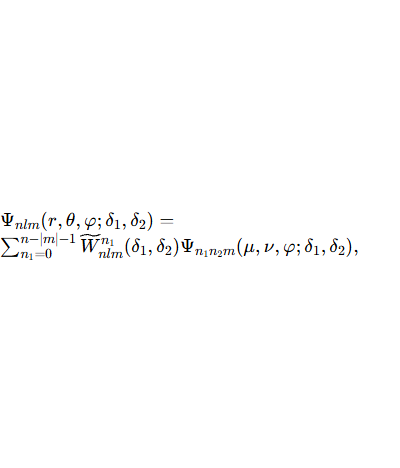 Ψ_{nlm}(r, θ, φ; δ_1, δ_2) =
∑_{n_1=0}^{n−|m|−1} \widetilde{W}_{nlm}^{n_1}(δ_1, δ_2)Ψ_{n_1n_2m}(μ, ν, φ; δ_1, δ_2),